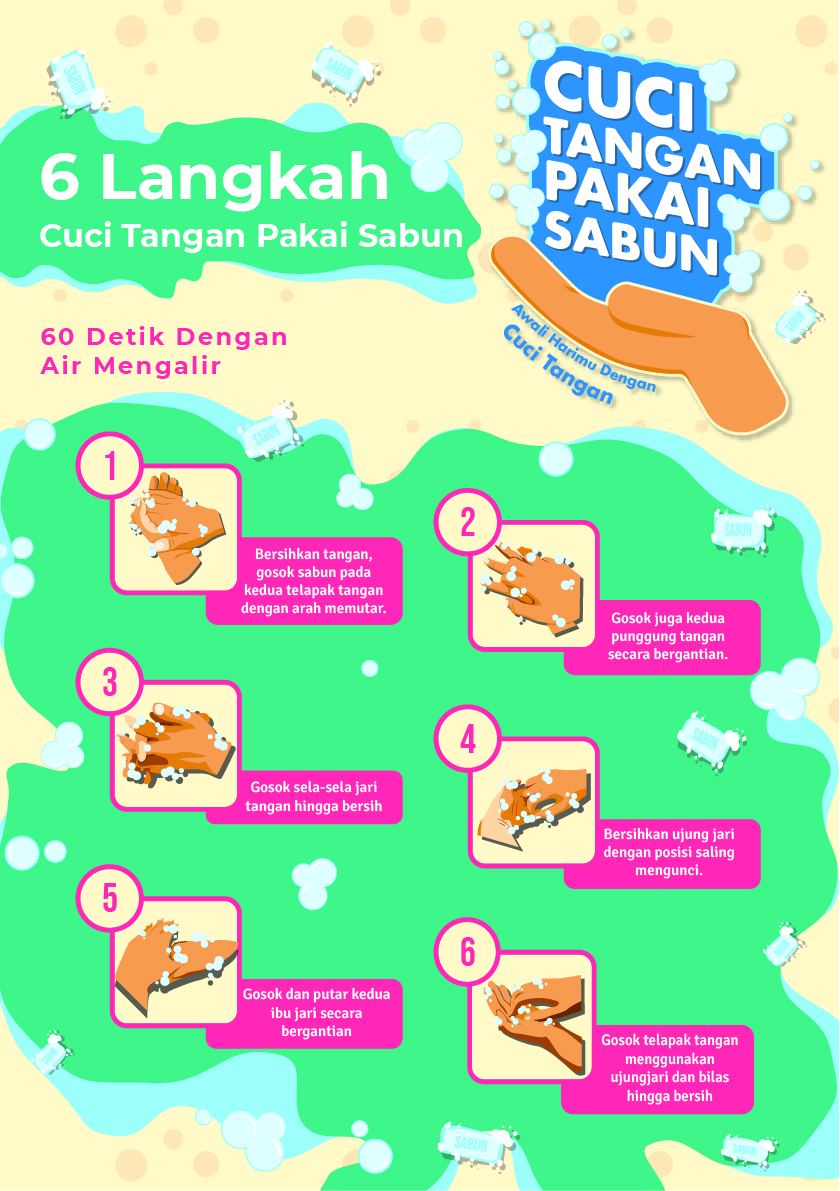 SABUN
SABUN
CUCI
TANGAN
PAKAI
SABUN
6 Langkah
Cuci Tangan Pakai Sabun
Awali Harimu Dengan
Cuci Tangan
SABUN
60 Detik Dengan
Air Mengalir
SABUN
1
Bersihkan tangan,
gosok sabun pada
kedua telapak tangan
dengan arah memutar.
2
SABUN
Gosok juga kedua
punggung tangan
secara bergantian.
3
Gosok sela-sela jari
tangan hingga bersih
4
SABUN
Bersihkan ujung jari
dengan posisi saling
mengunci.
5
Gosok dan putar kedua
ibu jari secara
bergantian
6
SABUN
Gosok telapak tangan
menggunakan
ujungjari dan bilas
hingga bersih
SABUN
SABUN
SABUN